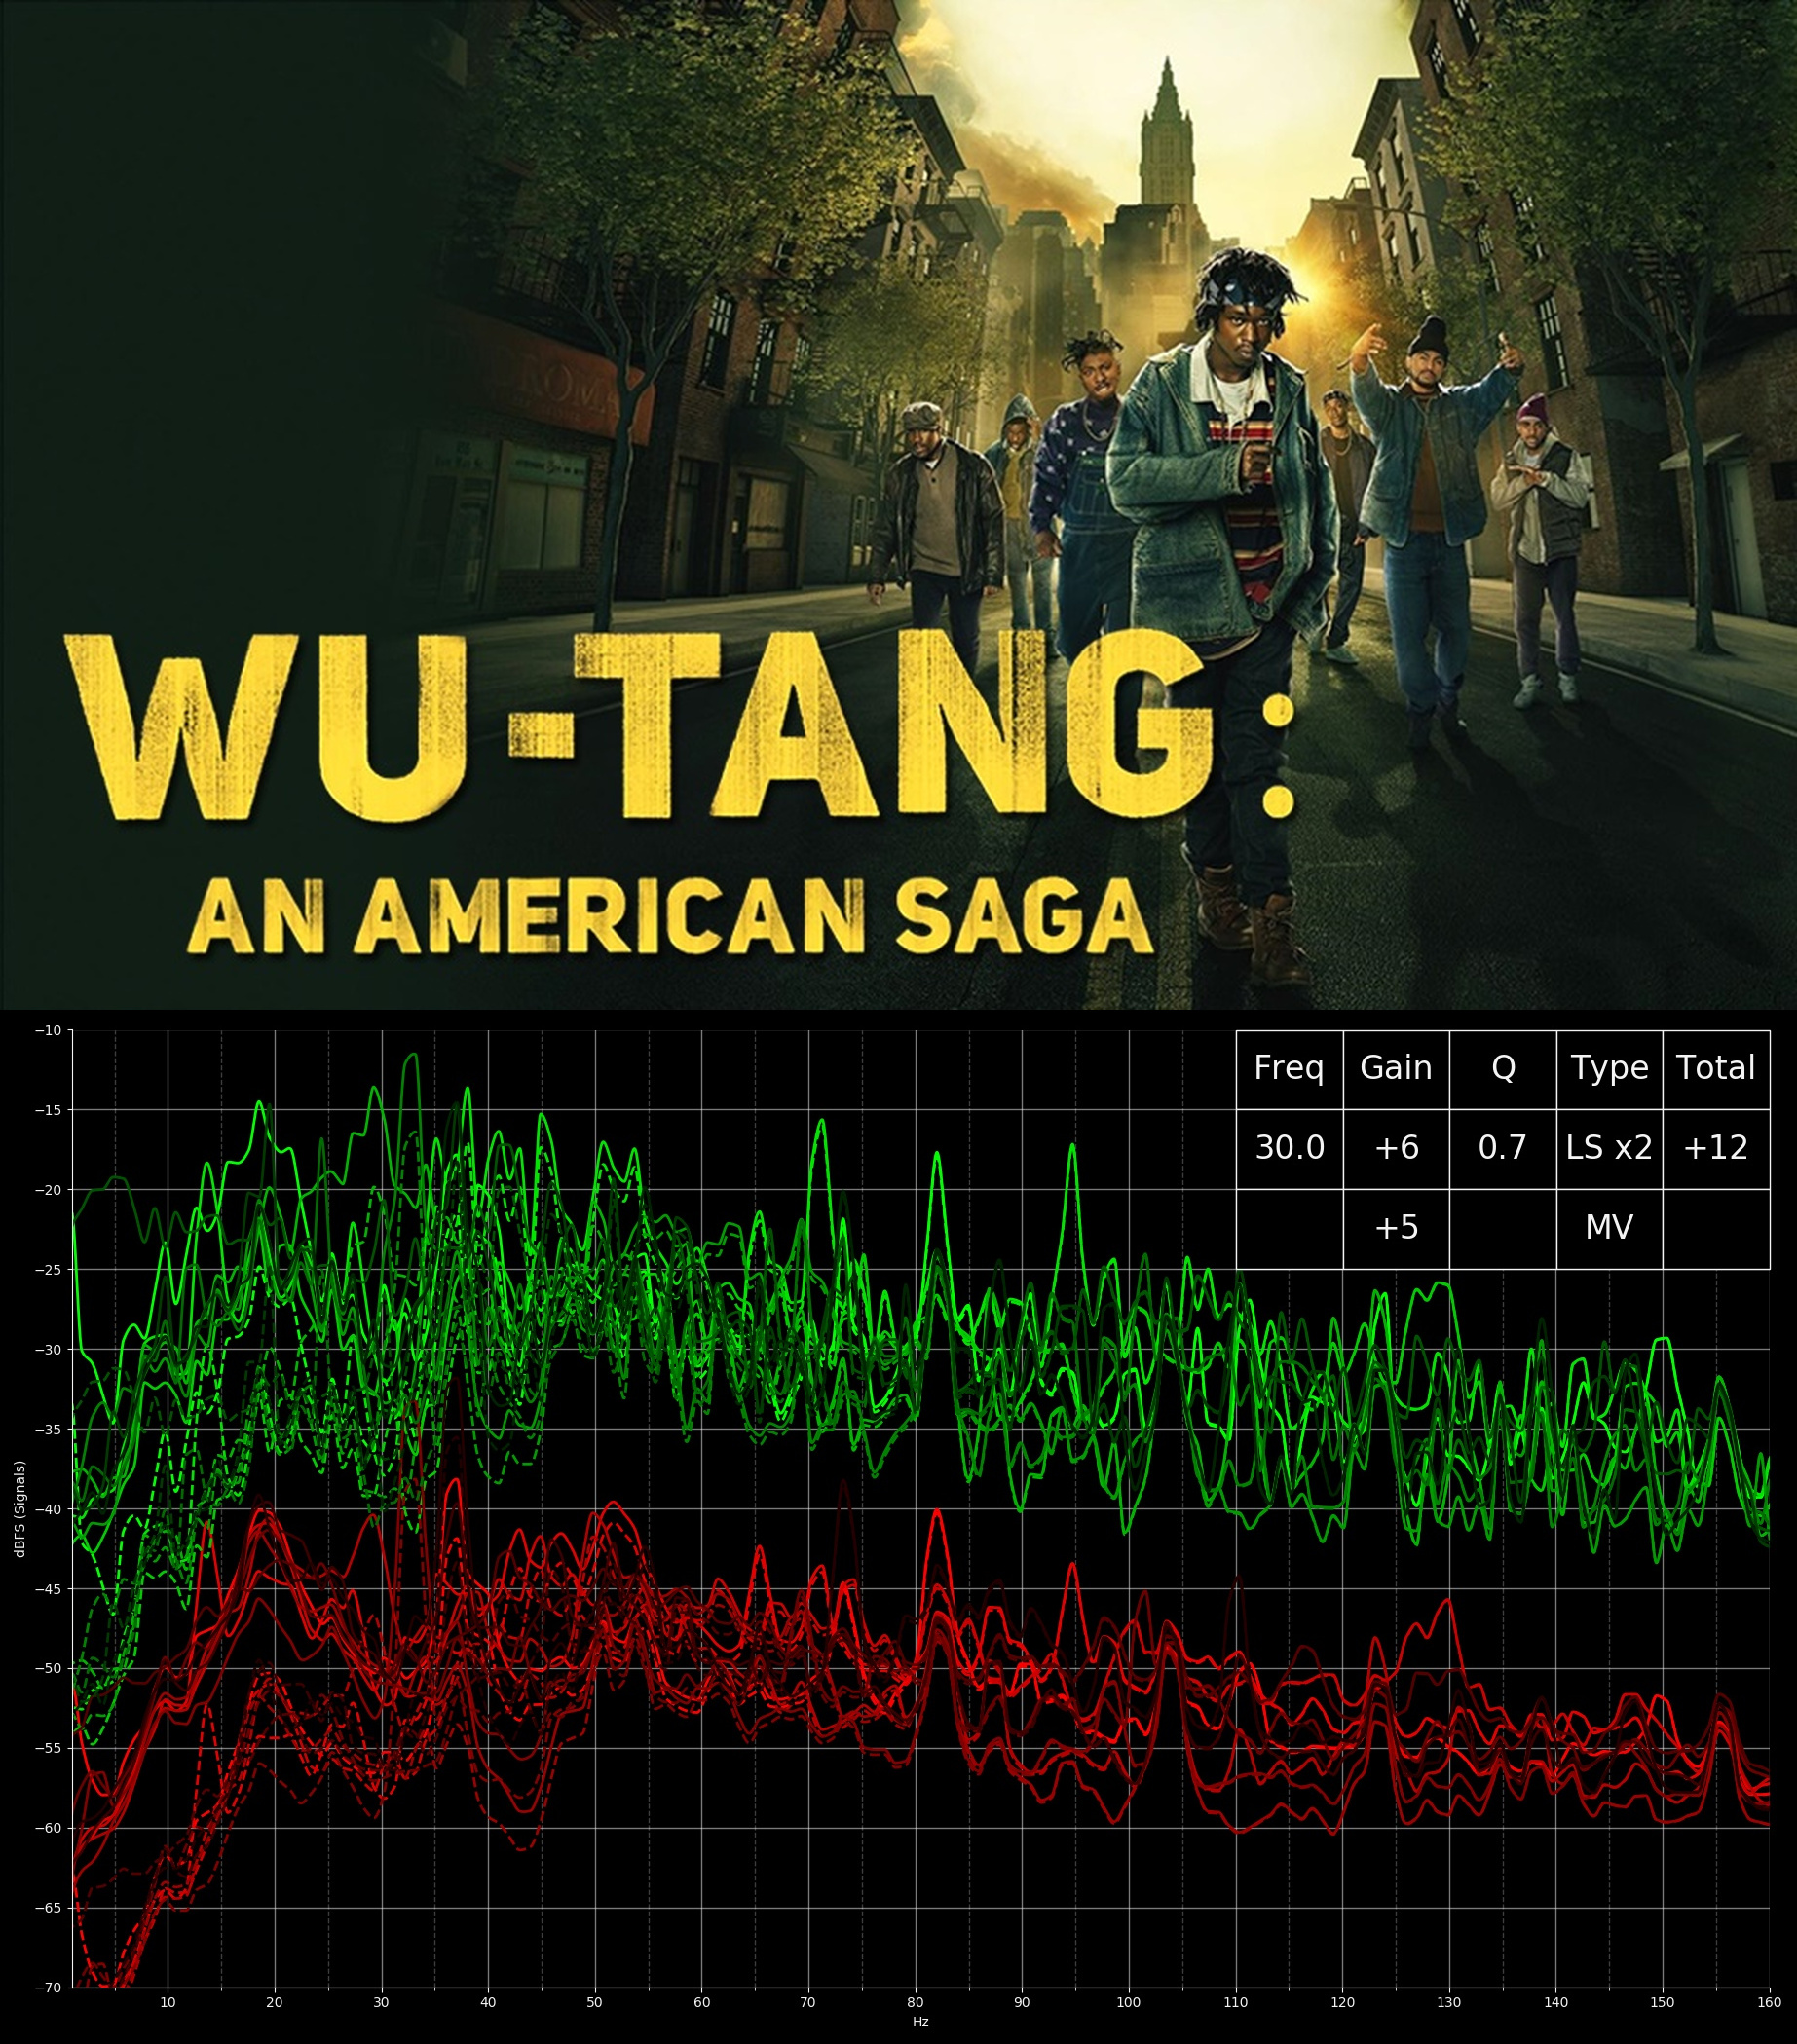 WU-TANG:
AN AMERICAN SAGA
Freq Gain Q Type Total
30.0 +6 0.7 LS x2 +12
+5 MV
−10
−15
−20
−25
−30
−35
−40
−45
−50
−55
−60
−65
−70
dBFS (Signals)
10 20 30 40 50 60 70 80 90 100 110 120 130 140 150 160
Hz